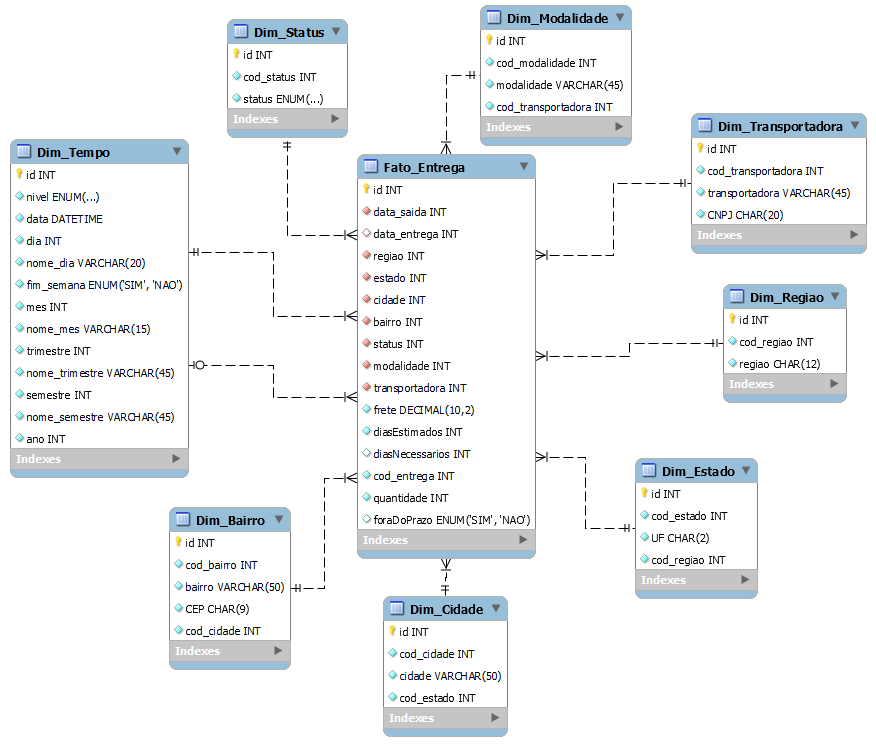 Dim_Status
id INT
cod_status INT
status ENUM(...)
Indexes
Dim_Modalidade
id INT
cod_modalidade INT
modalidade VARCHAR(45)
cod_transportadora INT
Indexes
Dim_Transportadora
id INT
cod_transportadora INT
transportadora VARCHAR(45)
CNPJ CHAR(20)
Indexes
Dim_Tempo
id INT
nivel ENUM(...)
data DATETIME
dia INT
nome_dia VARCHAR(20)
fim_semana ENUM('SIM', 'NAO')
mes INT
nome_mes VARCHAR(15)
trimestre INT
nome_trimestre VARCHAR(45)
semestre INT
nome_semestre VARCHAR(45)
ano INT
Indexes
Fato_Entrega
id INT
data_saida INT
data_entrega INT
regiao INT
estado INT
cidade INT
bairro INT
status INT
modalidade INT
transportadora INT
frete DECIMAL(10,2)
diasEstimados INT
diasNecessarios INT
cod_entrega INT
quantidade INT
foraDoPrazo ENUM('SIM', 'NAO')
Indexes
Dim_Regiao
id INT
cod_regiao INT
regiao CHAR(12)
Indexes
Dim_Estado
id INT
cod_estado INT
UF CHAR(2)
cod_regiao INT
Indexes
Dim_Bairro
id INT
cod_bairro INT
bairro VARCHAR(50)
CEP CHAR(9)
cod_cidade INT
Indexes
Dim_Cidade
id INT
cod_cidade INT
cidade VARCHAR(50)
cod_estado INT
Indexes